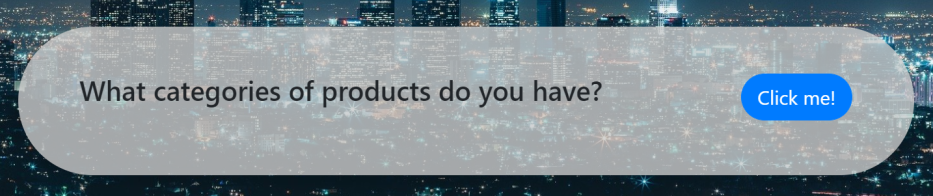 What categories of products do you have?
Click me!